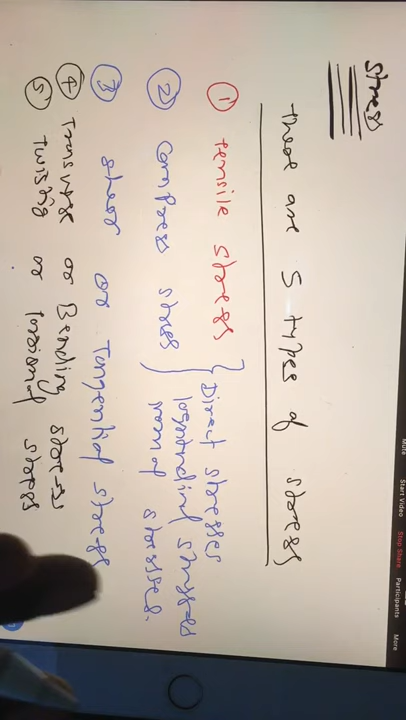 Mute Start Video Stop Share Participants More
Stress
There are 5 types of stress
① tensile stress } Direct stresses
② Compress stress longitudinal stresses
normal stresses.
③ shear or Tangential stress
④ Transverse or Bending stress
⑤ Twising or torsional stress